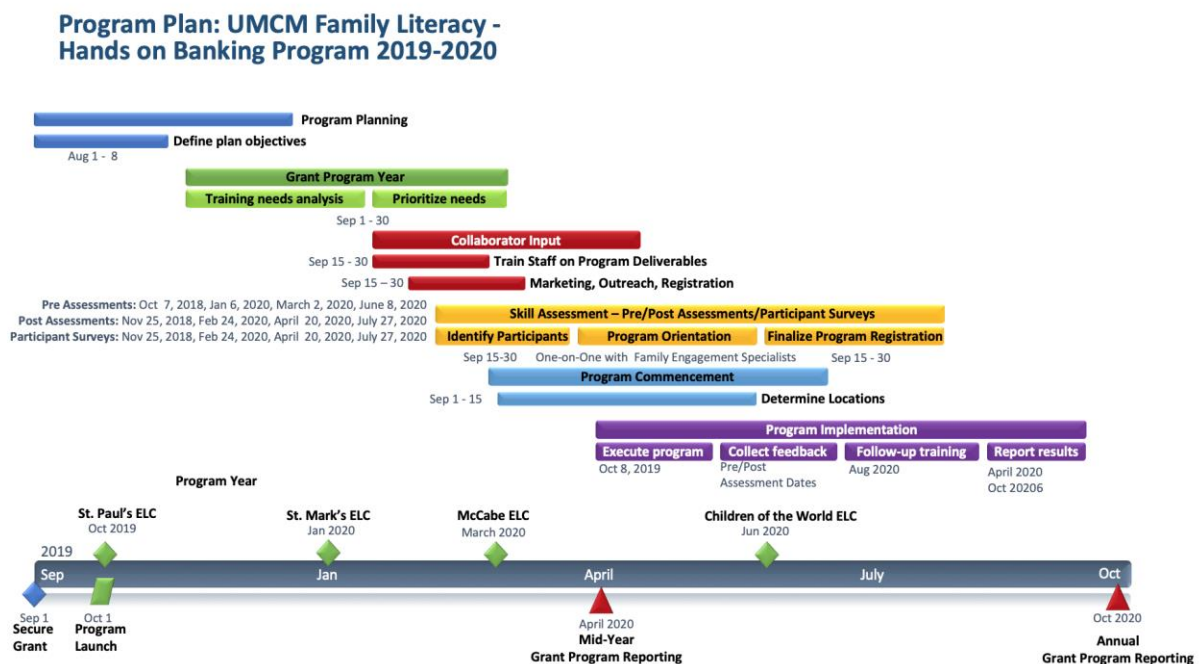 Program Plan: UMCM Family Literacy -
Hands on Banking Program 2019-2020
Program Planning
Define plan objectives
Aug 1 - 8
Grant Program Year
Training needs analysis
Prioritize needs
Sep 1 - 30
Collaborator Input
Sep 15 - 30
Train Staff on Program Deliverables
Sep 15 – 30
Marketing, Outreach, Registration
Pre Assessments: Oct 7, 2018, Jan 6, 2020, March 2, 2020, June 8, 2020
Post Assessments: Nov 25, 2018, Feb 24, 2020, April 20, 2020, July 27, 2020
Participant Surveys: Nov 25, 2018, Feb 24, 2020, April 20, 2020, July 27, 2020
Skill Assessment – Pre/Post Assessments/Participant Surveys
Identify Participants
Program Orientation
Finalize Program Registration
Sep 15-30
One-on-One with Family Engagement Specialists
Sep 15 - 30
Program Commencement
Sep 1 - 15
Determine Locations
Program Implementation
Execute program
Collect feedback
Follow-up training
Report results
Oct 8, 2019
Pre/Post
Assessment Dates
Aug 2020
April 2020
Oct 20206
Program Year
St. Paul's ELC
Oct 2019
St. Mark's ELC
Jan 2020
McCabe ELC
March 2020
Children of the World ELC
Jun 2020
2019
Sep
Jan
April
July
Oct
Sep 1
Secure
Grant
Oct 1
Program
Launch
April 2020
Mid-Year
Grant Program Reporting
Oct 2020
Annual
Grant Program Reporting